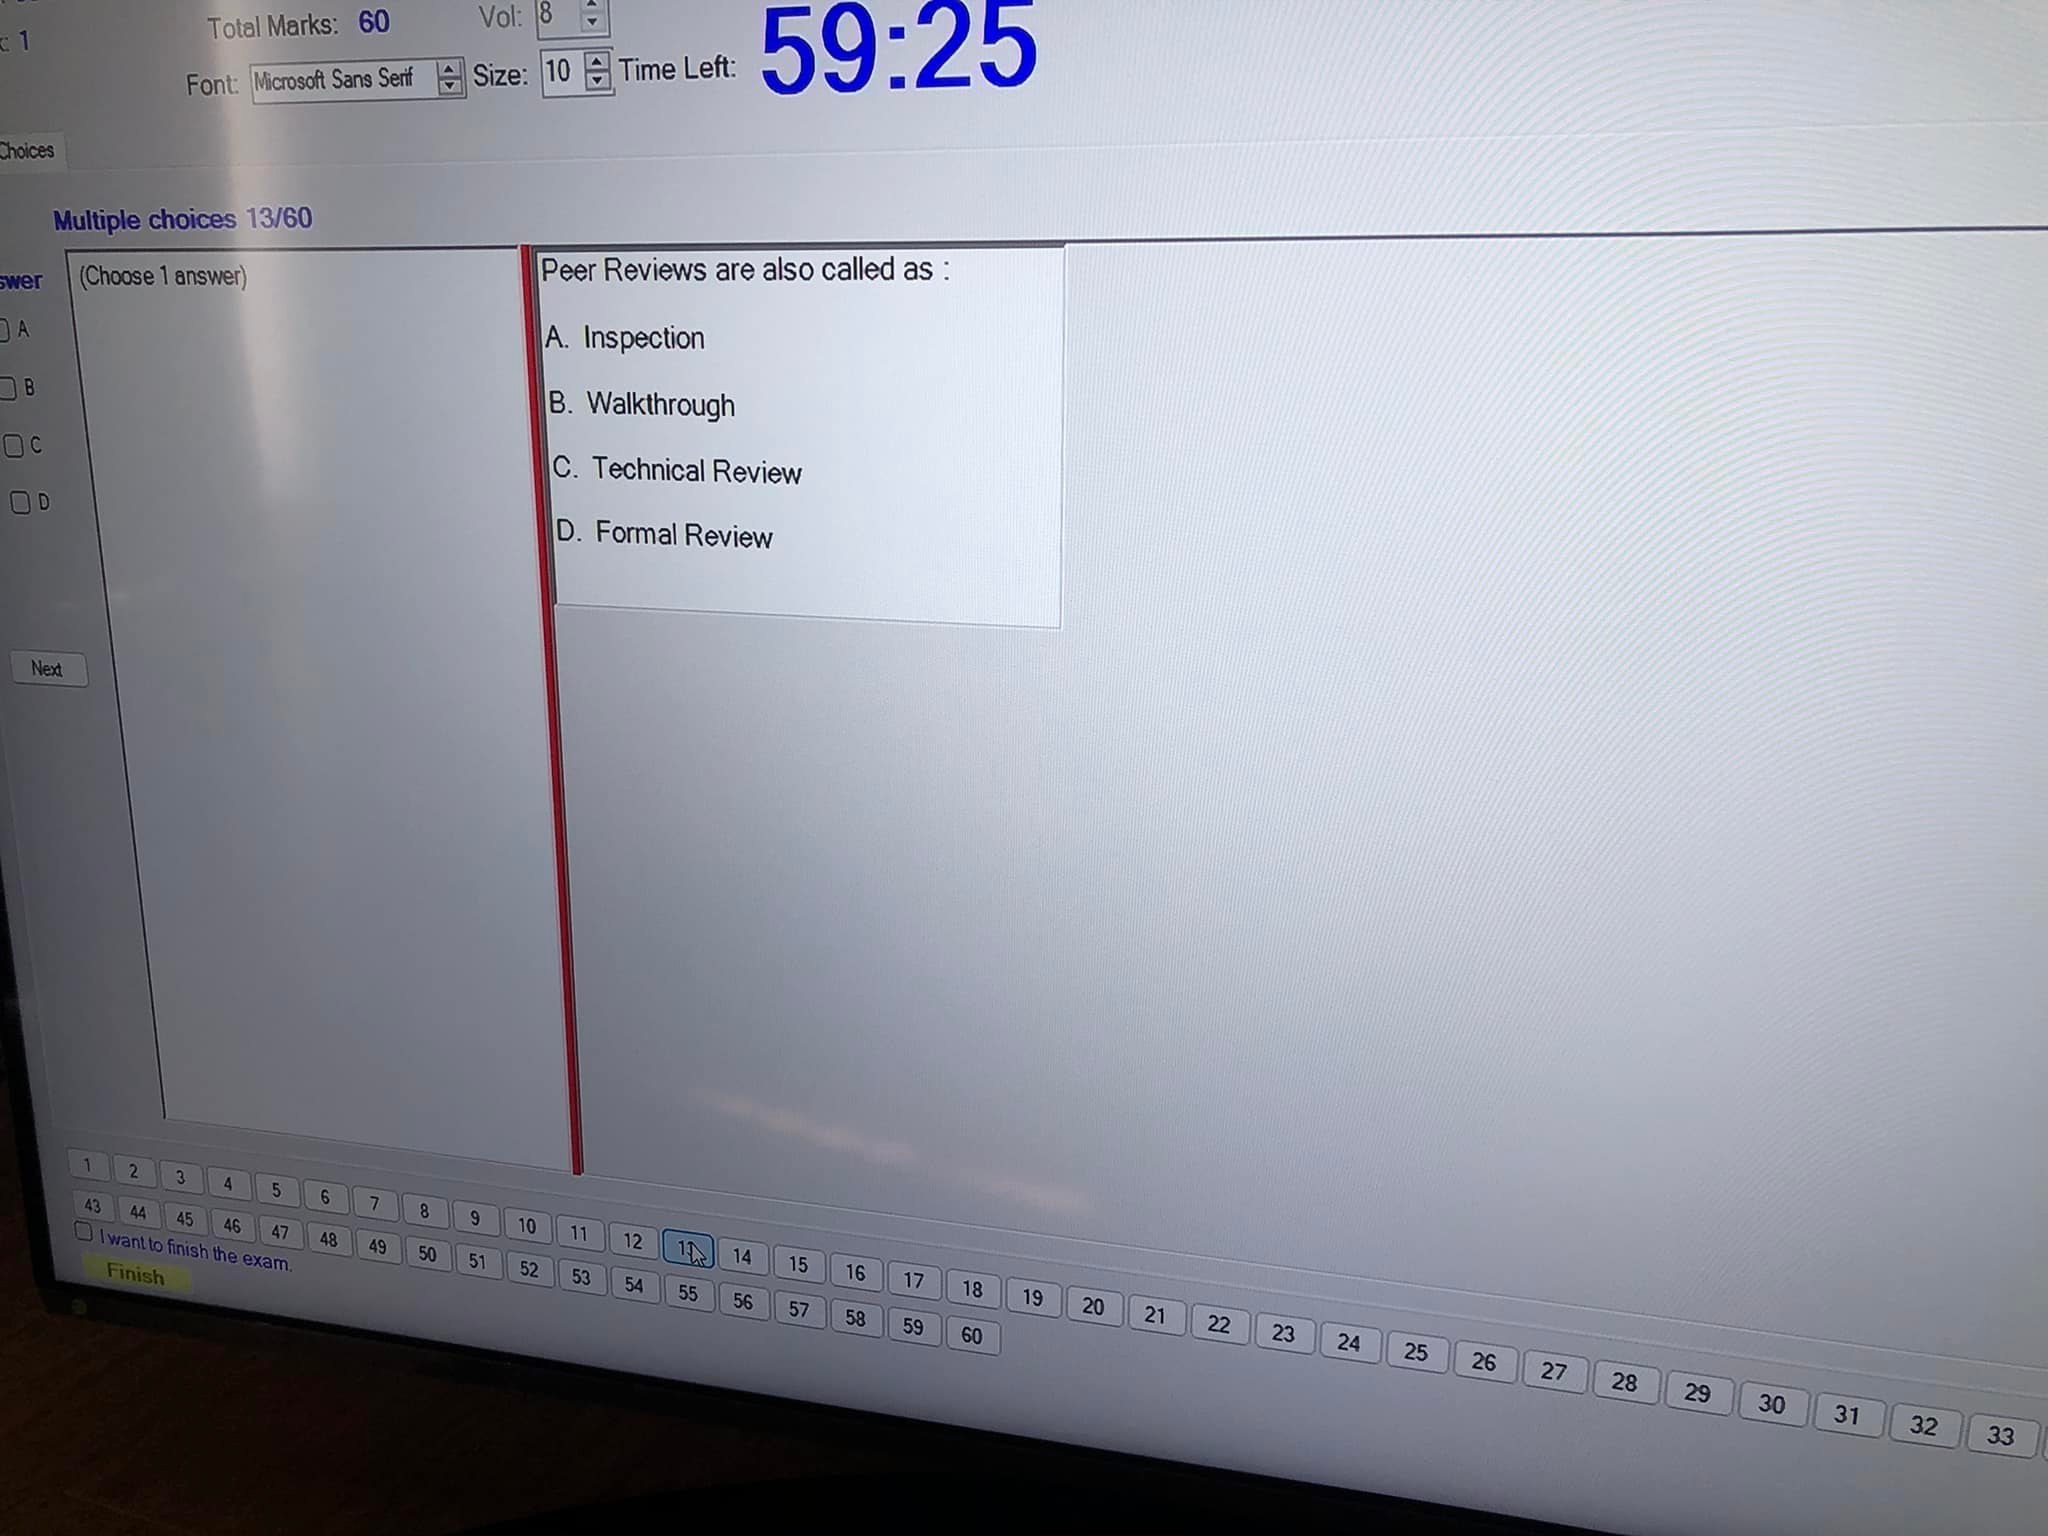 : 1
Total Marks: 60
Vol: 8
Font: Microsoft Sans Serif Size: 10 Time Left: 59:25
Choices
Multiple choices 13/60
(Choose 1 answer)
A
B
C
D
Next
Peer Reviews are also called as :
A. Inspection
B. Walkthrough
C. Technical Review
D. Formal Review
1 2 3 4 5 6 7 8 9 10 11 12 13 14 15 16 17 18 19 20 21 22 23 24 25 26 27 28 29 30 31 32 33
43 44 45 46 47 48 49 50 51 52 53 54 55 56 57 58 59 60
I want to finish the exam.
Finish